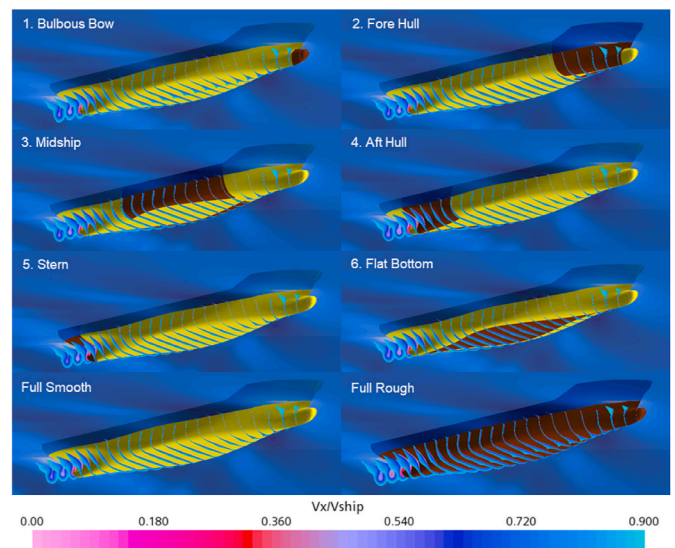 1. Bulbous Bow
2. Fore Hull
3. Midship
4. Aft Hull
5. Stern
6. Flat Bottom
Full Smooth
Full Rough
Vx/Vship
0.00 0.180 0.360 0.540 0.720 0.900